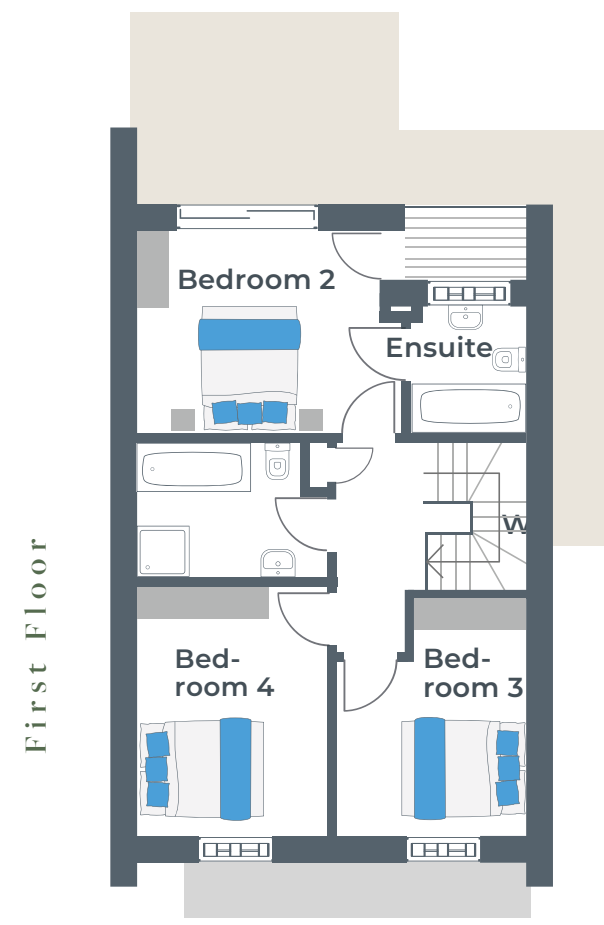 Bedroom 2
Ensuite
W
Bed-
room 4
Bed-
room 3
First Floor